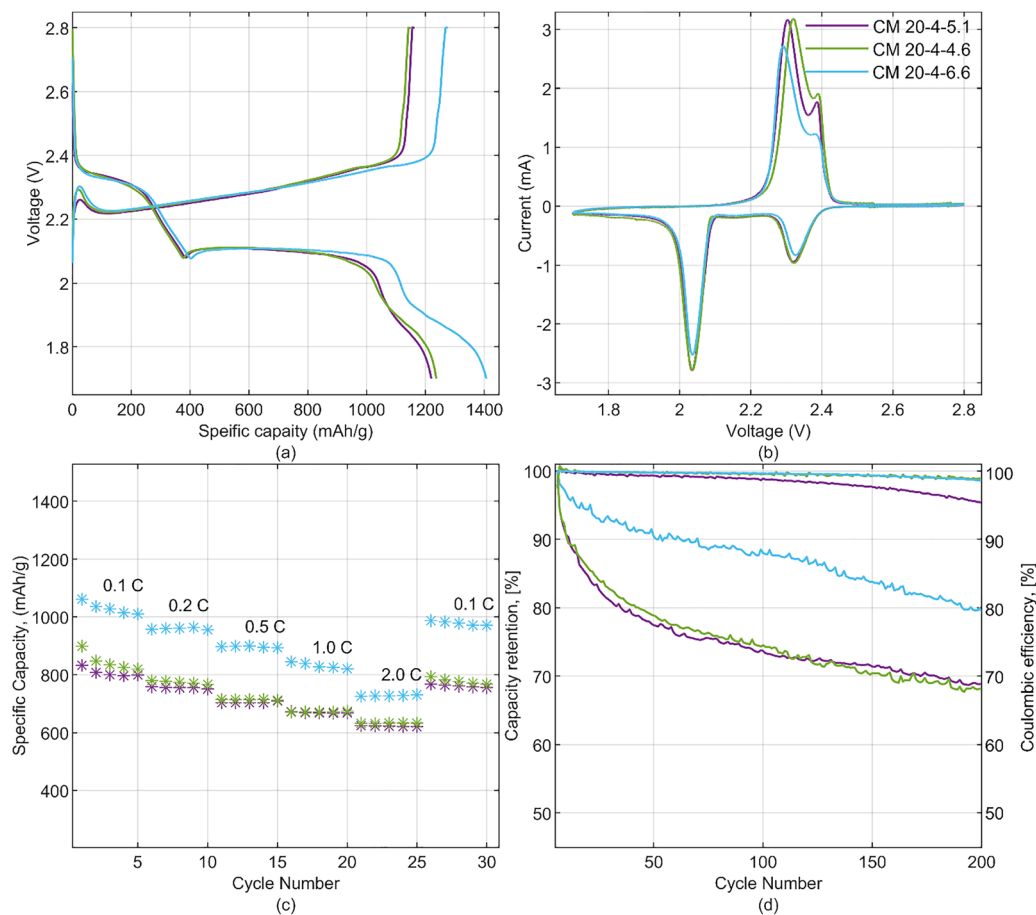 2.8
2.6
2.4
2.2
2
1.8
Voltage (V)
0
200
400
600
800
1000
1200
1400
Speific capaity (mAh/g)
(a)
3
2
1
0
-1
-2
-3
Current (mA)
CM 20-4-5.1
CM 20-4-4.6
CM 20-4-6.6
1.8
2
2.2
2.4
2.6
2.8
Voltage (V)
(b)
1400
1200
1000
800
600
400
Specific Capacity, (mAh/g)
0.1 C
0.2 C
0.5 C
1.0 C
2.0 C
0.1 C
5
10
15
20
25
30
Cycle Number
(c)
100
90
80
70
60
50
Capacity retention, [%]
100
90
80
70
60
50
Coulombic efficiency, [%]
50
100
150
200
Cycle Number
(d)